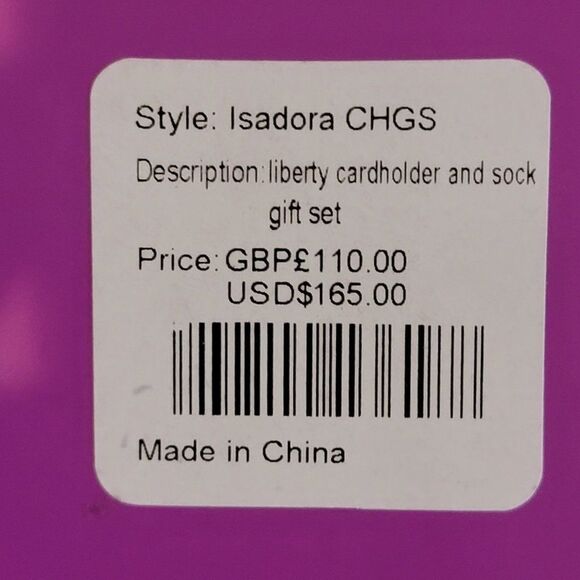 Style: Isadora CHGS
Description:liberty cardholder and sock
gift set
Price: GBP£110.00
USD$165.00
Made in China